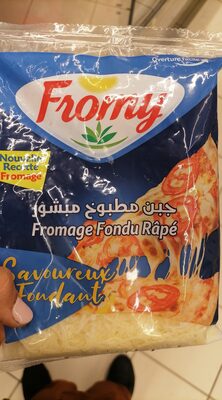 Ouverture Facile
Fromy
Nouvelle
Recette
Fromage
جبن مطبوخ مبشور
Fromage Fondu Râpé
Savoureux
Fondant